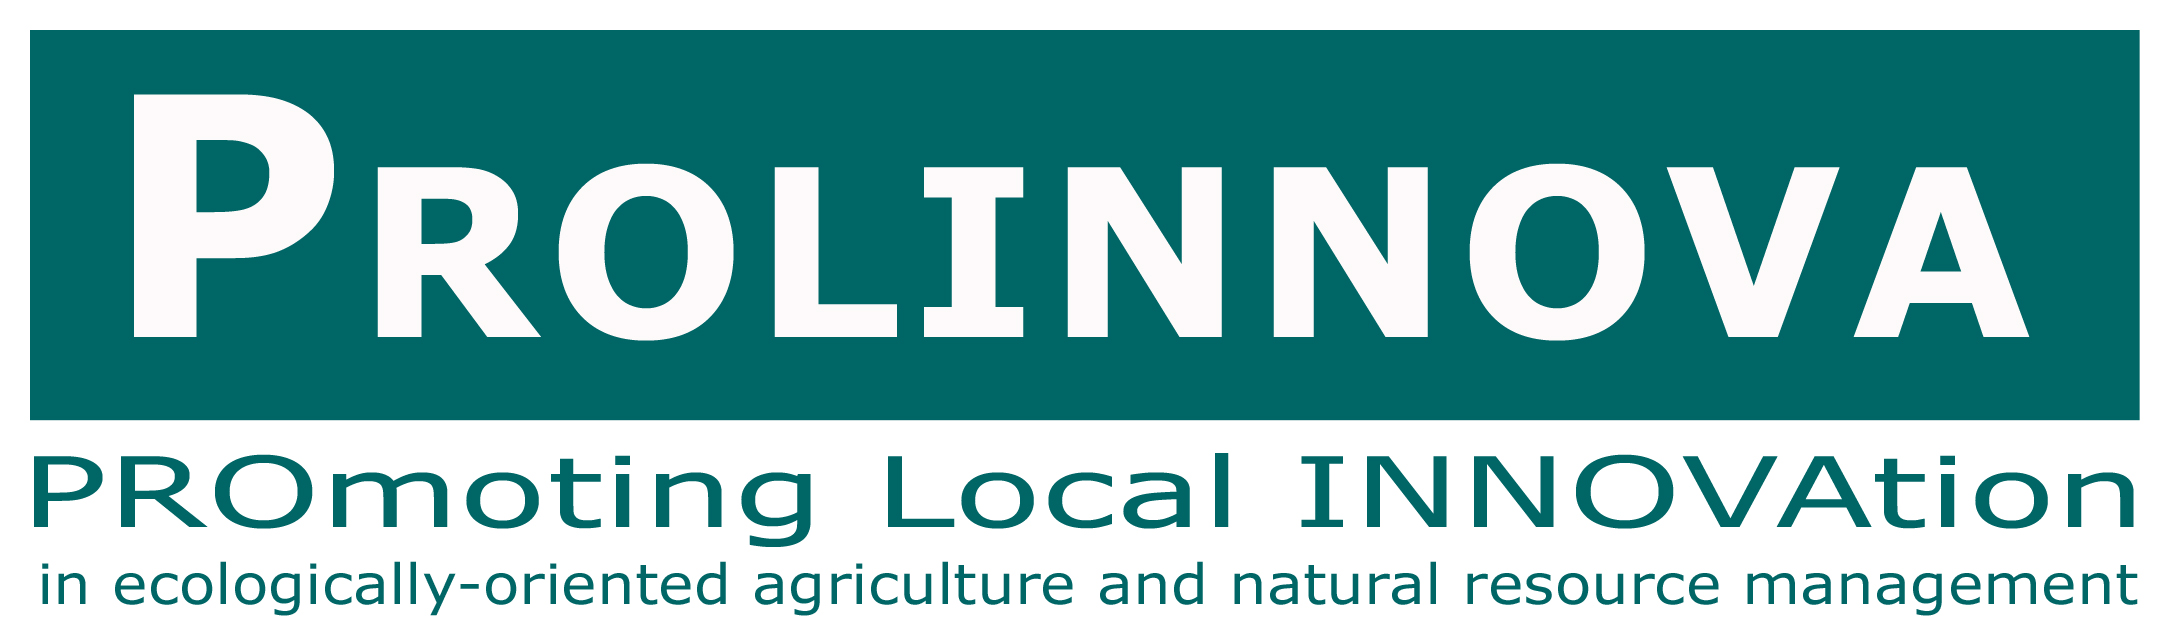 PROLINNOVA
PROmoting Local INNOVAtion
in ecologically-oriented agriculture and natural resource management